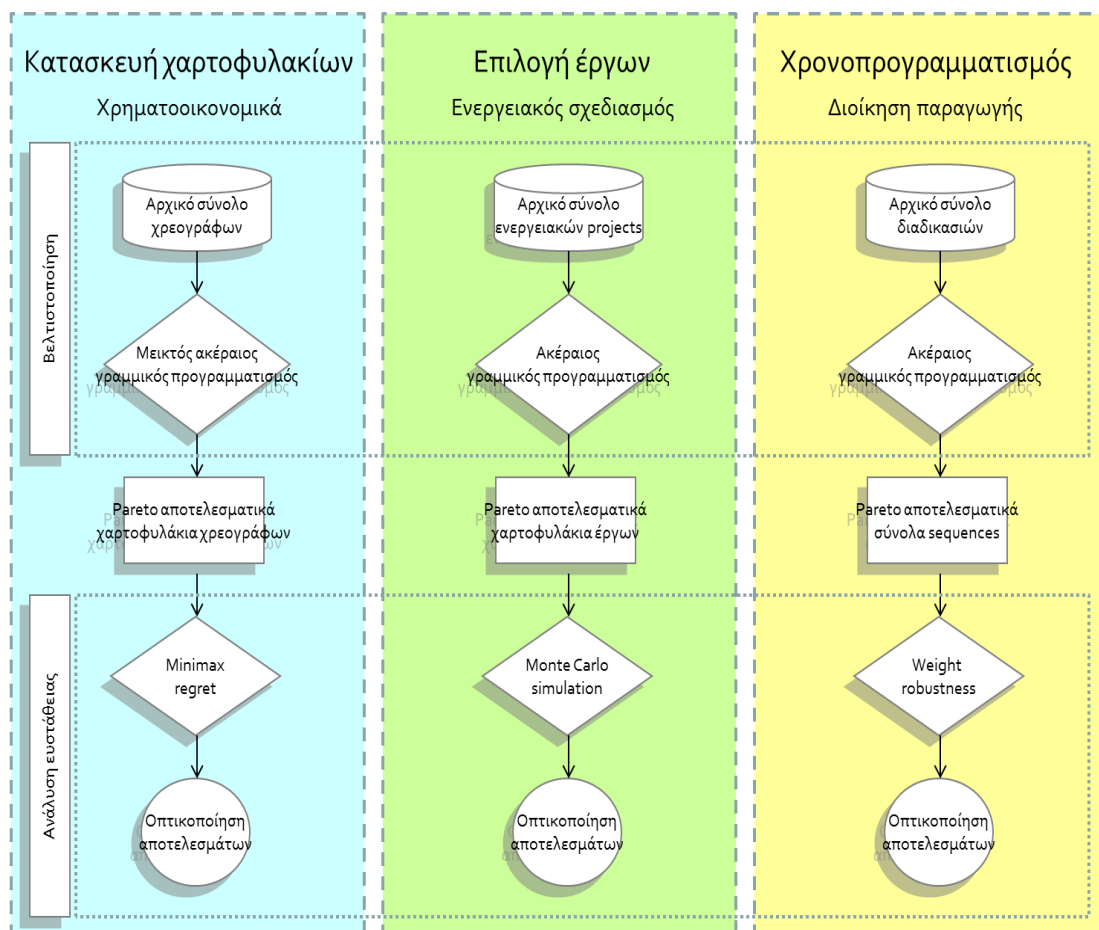 Κατασκευή χαρτοφυλακίων
Χρηματοοικονομικά
Επιλογή έργων
Ενεργειακός σχεδιασμός
Χρονοπρογραμματισμός
Διοίκηση παραγωγής
Βελτιστοποίηση
Αρχικό σύνολο
χρεογράφων
Αρχικό σύνολο
ενεργειακών projects
Αρχικό σύνολο
διαδικασιών
Μεικτός ακέραιος
γραμμικός προγραμματισμός
Ακέραιος
γραμμικός προγραμματισμός
Ακέραιος
γραμμικός προγραμματισμός
Pareto αποτελεσματικά
χαρτοφυλάκια χρεογράφων
Pareto αποτελεσματικά
χαρτοφυλάκια έργων
Pareto αποτελεσματικά
σύνολα sequences
Ανάλυση ευστάθειας
Minimax
regret
Monte Carlo
simulation
Weight
robustness
Οπτικοποίηση
αποτελεσμάτων
Οπτικοποίηση
αποτελεσμάτων
Οπτικοποίηση
αποτελεσμάτων